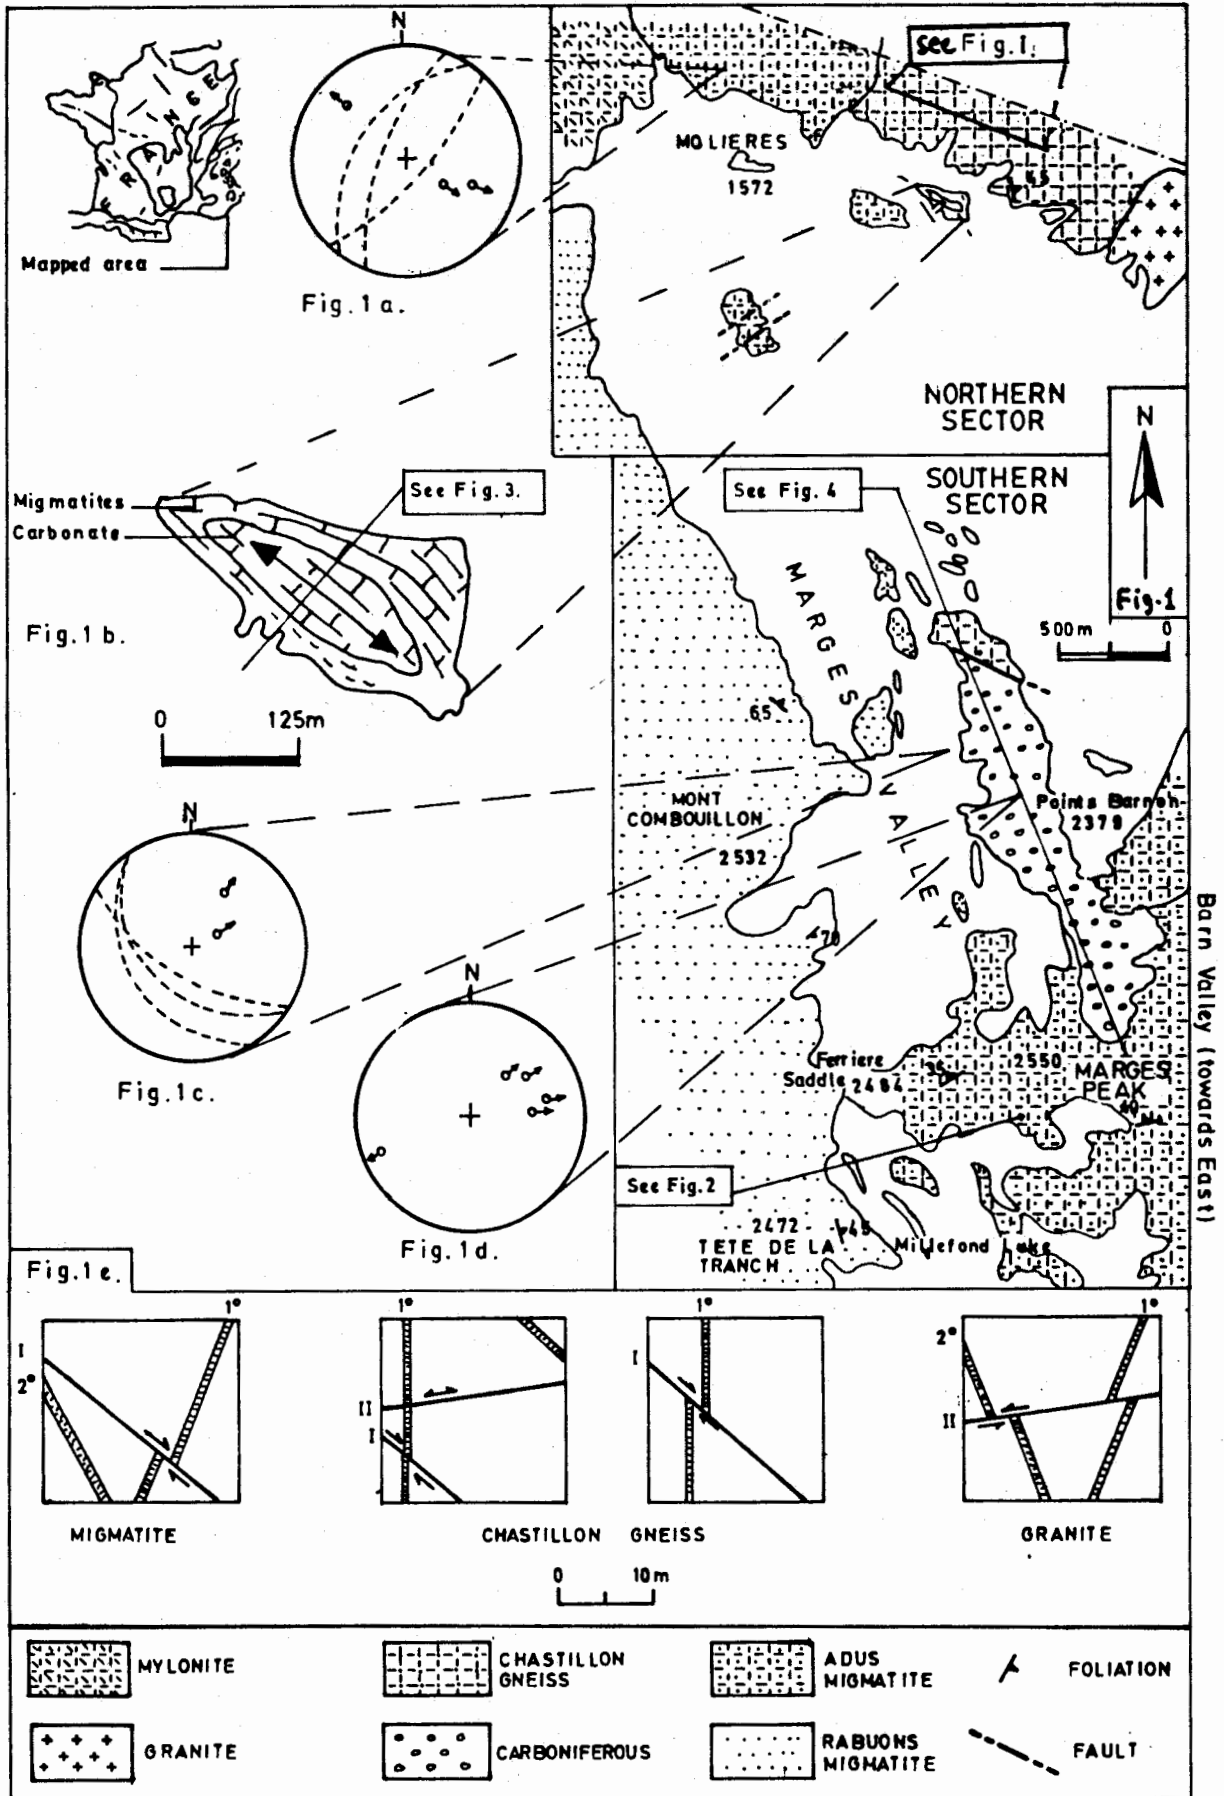 N
FRANCE
Mapped area
Fig.1a.
see Fig.1.
MOLIERES
1572
45
NORTHERN
SECTOR
N
Fig.1
500m 0
Migmatites
Carbonate
See Fig.3.
Fig.1b.
0 125m
See Fig. 4
SOUTHERN
SECTOR
MARGES
VALLEY
65
MONT
COMBOUILLON
2532
70
Points Barnoh
2379
Barn Valley (towards East)
N
Fig.1c.
N
Fig.1d.
Ferriere
Saddle 2484
35
2550
MARGES
PEAK
40
See Fig.2
2472
45
TETE DE LA
TRANCH
Millefond Lake
Fig.1e.
1°
I
2°
MIGMATITE
1°
II
I
1°
I
CHASTILLON GNEISS
1°
2°
II
GRANITE
0 10m
MYLONITE
CHASTILLON
GNEISS
ADUS
MIGMATITE
FOLIATION
GRANITE
CARBONIFEROUS
RABUONS
MIGMATITE
FAULT